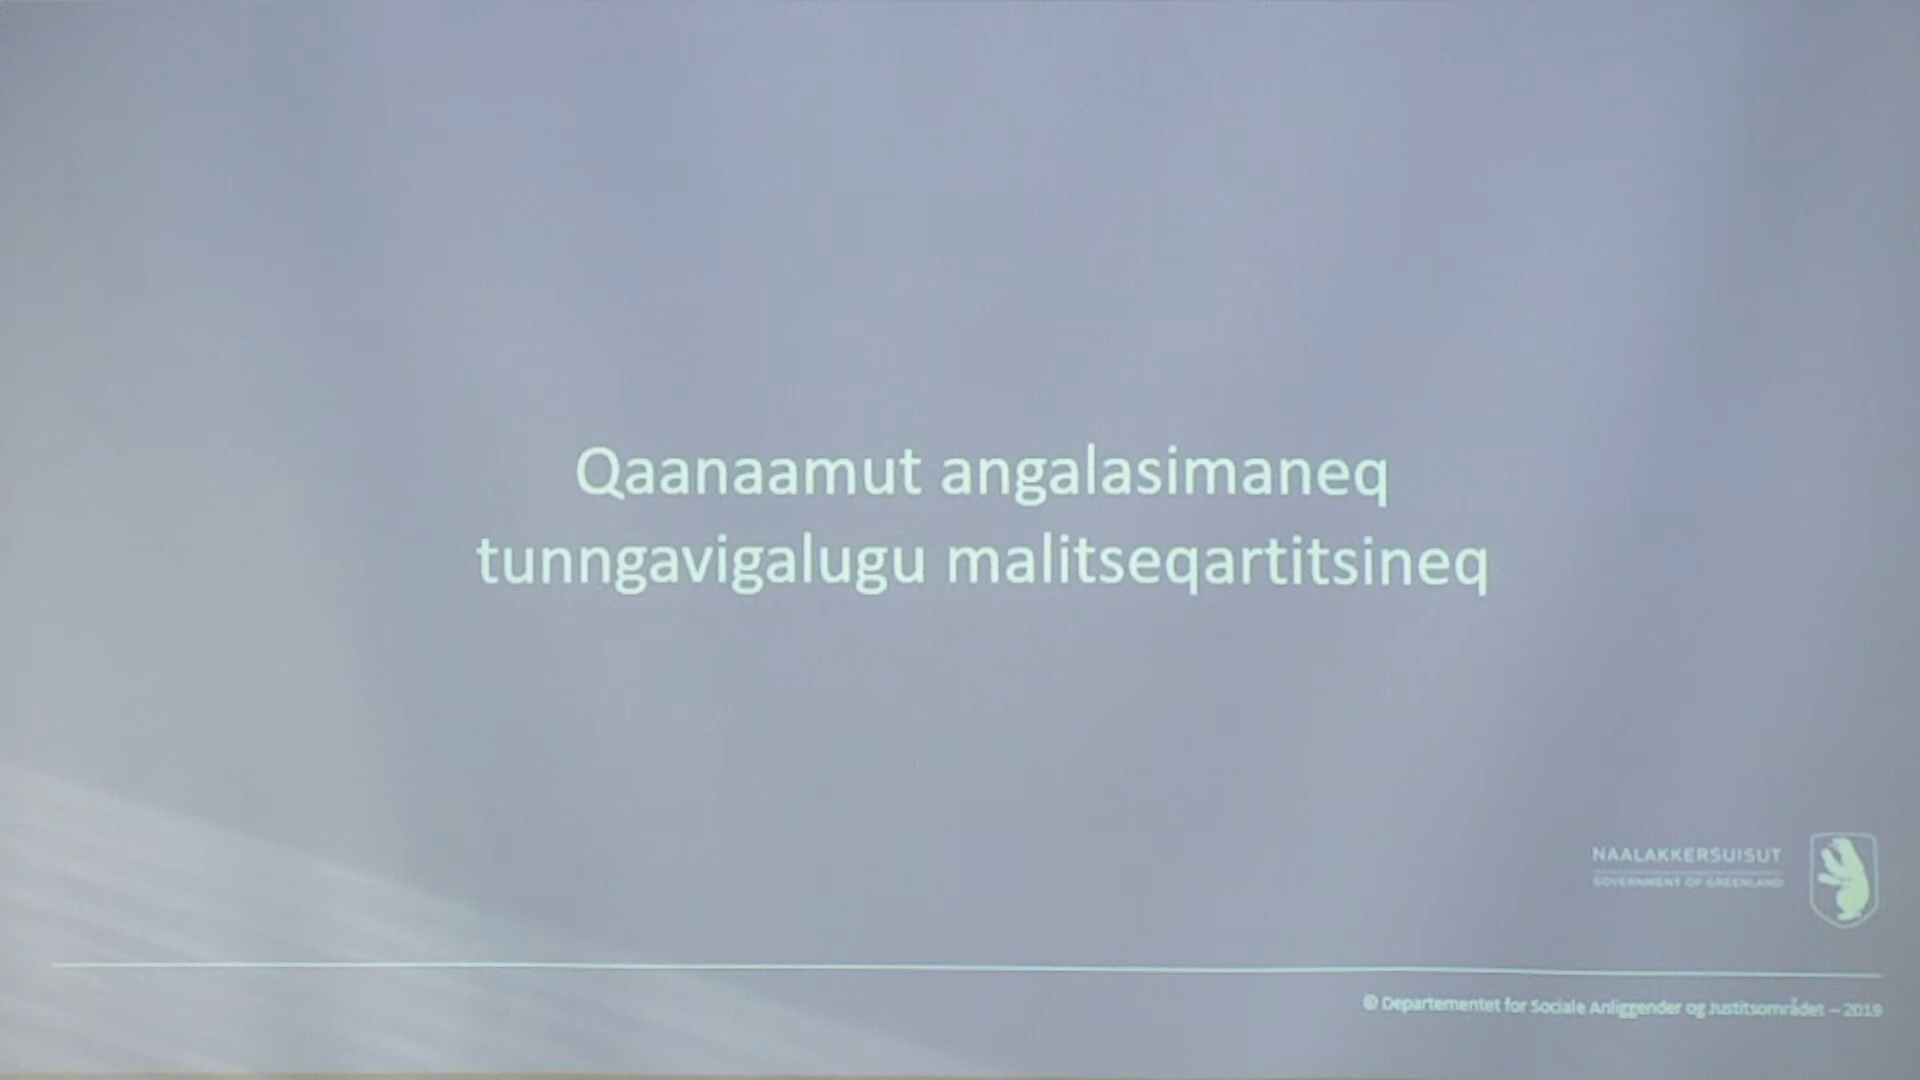 Qaanaamut angalasimaneq
tunngavigalugu malitseqartitsineq
NAALAKKERSUISUT
GOVERNMENT OF GREENLAND
© Departementet for Sociale Anliggender og Justitsområdet – 2019